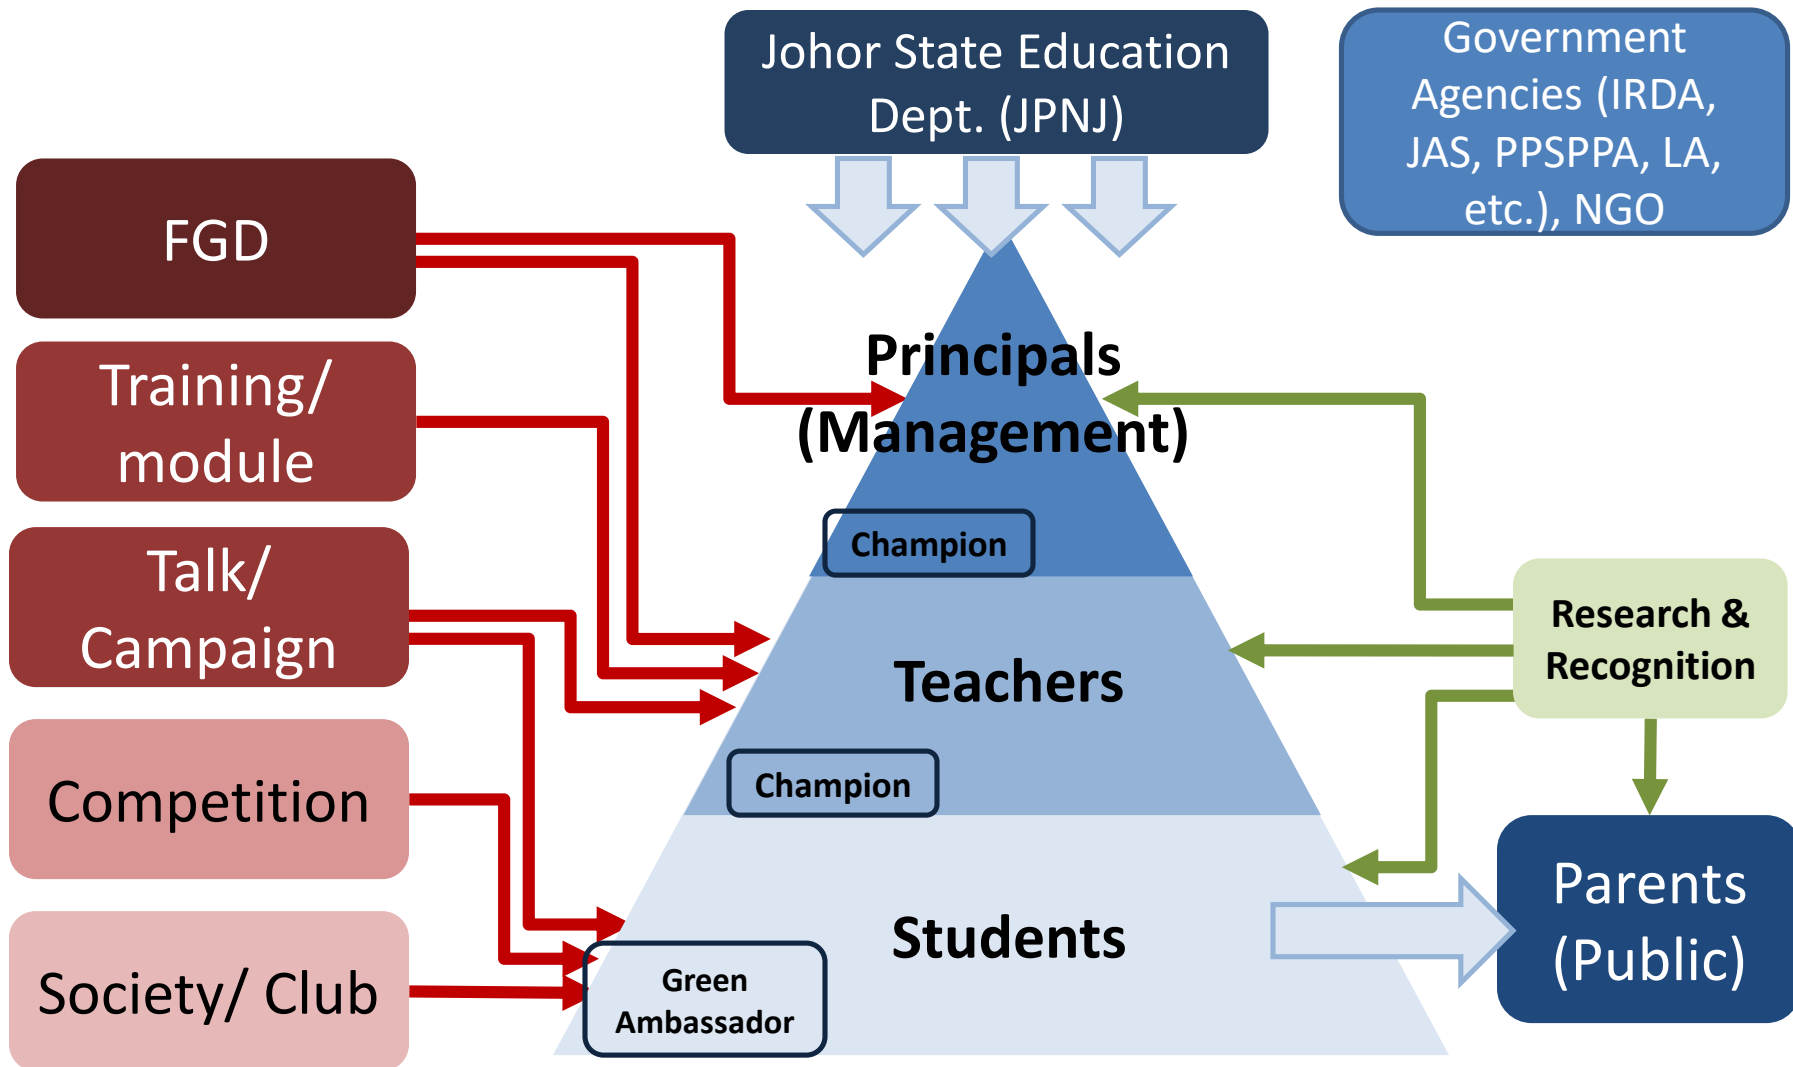 Johor State Education
Dept. (JPNJ)
Government
Agencies (IRDA,
JAS, PPSPPA, LA,
etc.), NGO
FGD
Training/
module
Talk/
Campaign
Competition
Society/ Club
Principals
(Management)
Champion
Teachers
Champion
Students
Green
Ambassador
Research &
Recognition
Parents
(Public)